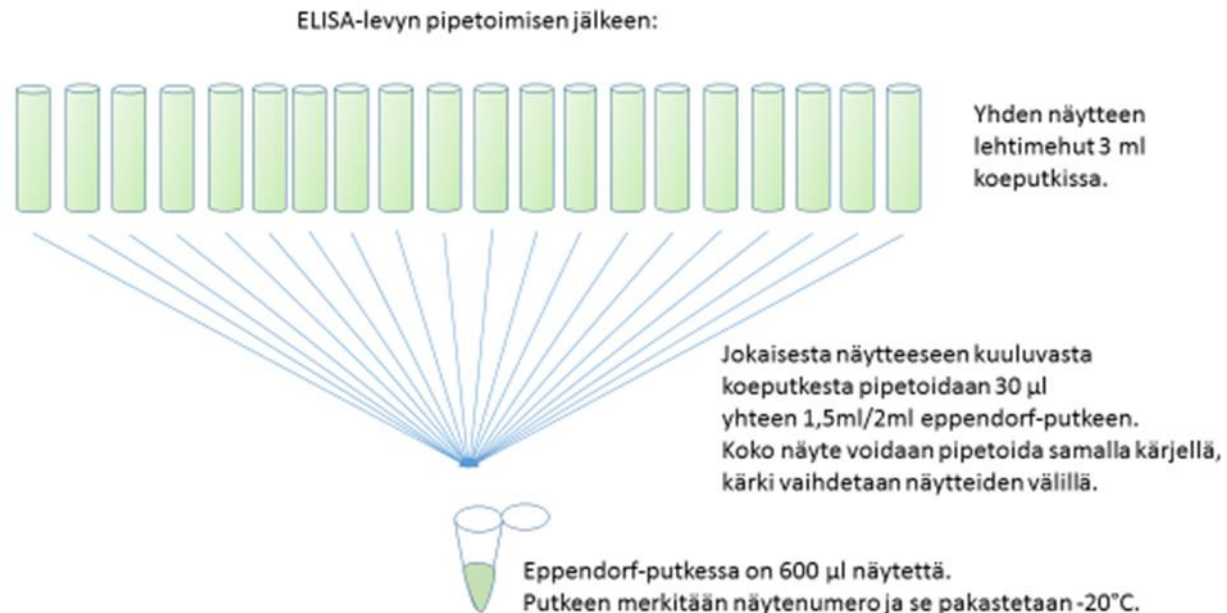 ELISA-levyn pipetoimisen jälkeen:
Yhden näytteen
lehtimehut 3 ml
koeputkissa.
Jokaisesta näytteeseen kuuluvasta
koeputkesta pipetoidaan 30 µl
yhteen 1,5ml/2ml eppendorf-putkeen.
Koko näyte voidaan pipetoida samalla kärjellä,
kärki vaihdetaan näytteiden välillä.
Eppendorf-putkessa on 600 µl näytettä.
Putkeen merkitään näytenumero ja se pakastetaan -20°C.